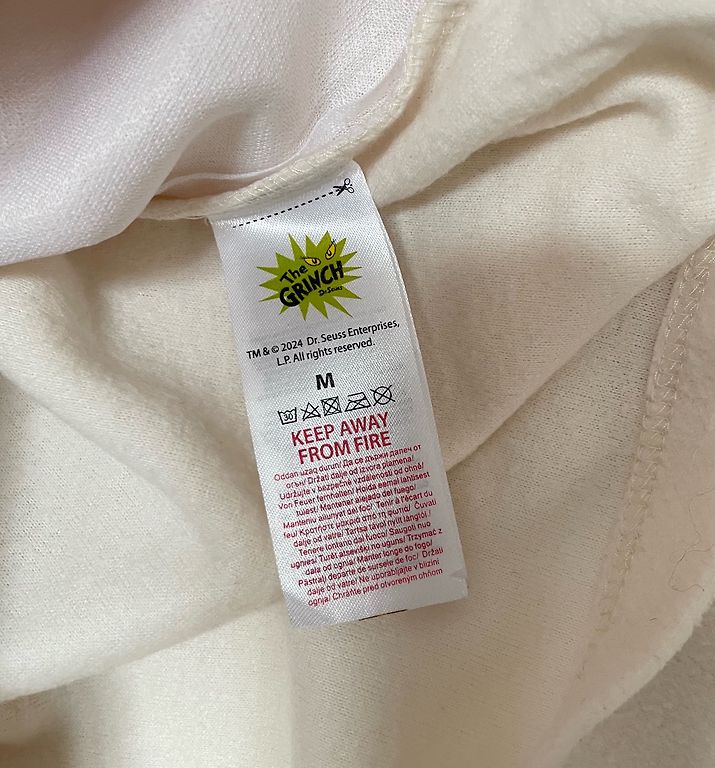 The
GRINCH
Dr. Seuss
TM & © 2024 Dr. Seuss Enterprises,
L.P. All rights reserved.
M
30
KEEP AWAY
FROM FIRE
Oddan uzaq durun/ Да се държи далеч от
огън/ Držati dalje od izvora plamena/
Udržujte v bezpečné vzdálenosti od ohně/
Von Feuer fernhalten/ Hoida eemal lahtisest
tulest/ Mantener alejado del fuego/
Manteniu allunyat del foc/ Tenir à l'écart du
feu/ Κρατήστε μακριά από τη φωτιά/ Čuvati
dalje od vatre/ Tartsa távol nyílt lángtól/
Tenere lontano dal fuoco/ Saugoti nuo
ugnies/ Turēt atsevišķi no uguns/ Trzymać z
dala od ognia/ Manter longe do fogo/
Păstrați departe de sursele de foc/ Držati
dalje od vatre/ Ne uporabljajte v bližini
ognja/ Chráňte pred otvoreným ohňom